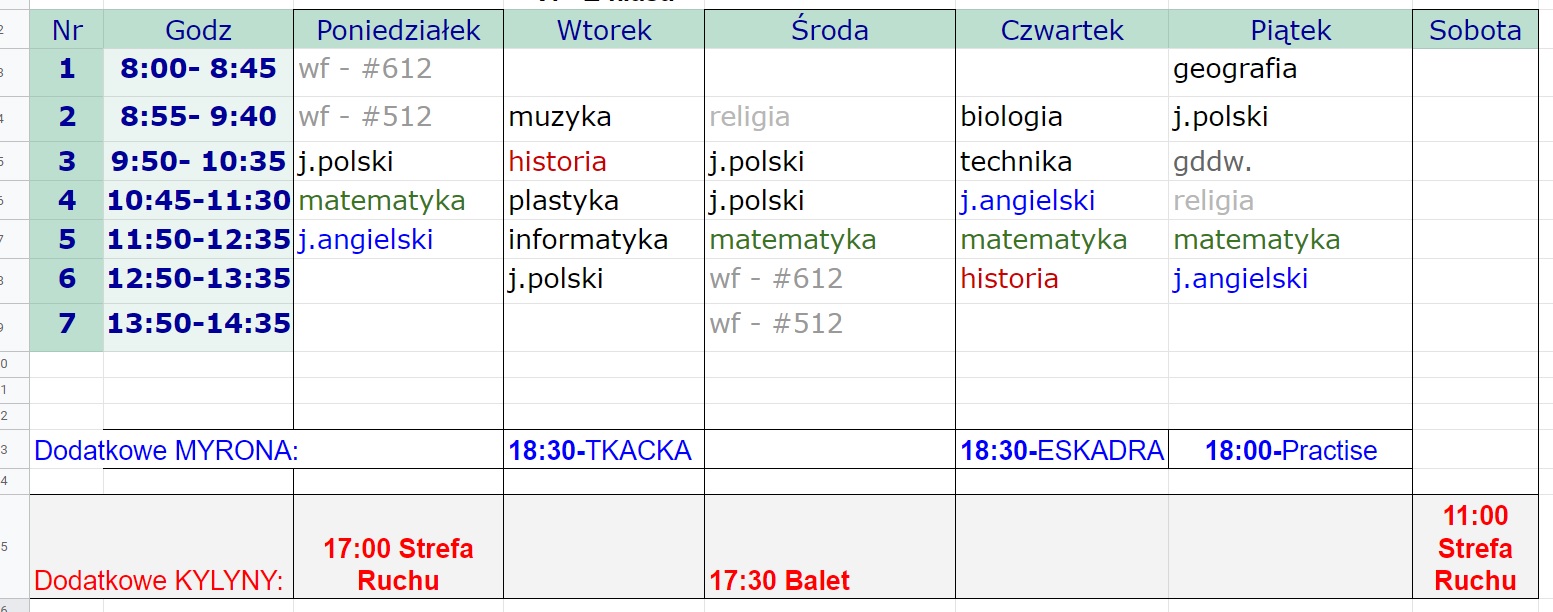 Nr Godz Poniedziałek Wtorek Środa Czwartek Piątek Sobota
1 8:00- 8:45 wf - #612 geografia
2 8:55- 9:40 wf - #512 muzyka religia biologia j.polski
3 9:50- 10:35 j.polski historia j.polski technika gddw.
4 10:45-11:30 matematyka plastyka j.polski j.angielski religia
5 11:50-12:35 j.angielski informatyka matematyka matematyka matematyka
6 12:50-13:35 j.polski wf - #612 historia j.angielski
7 13:50-14:35 wf - #512
Dodatkowe MYRONA: 18:30-TKACKA 18:30-ESKADRA 18:00-Practise
Dodatkowe KYLYNY: 17:00 Strefa Ruchu 17:30 Balet 11:00 Strefa Ruchu